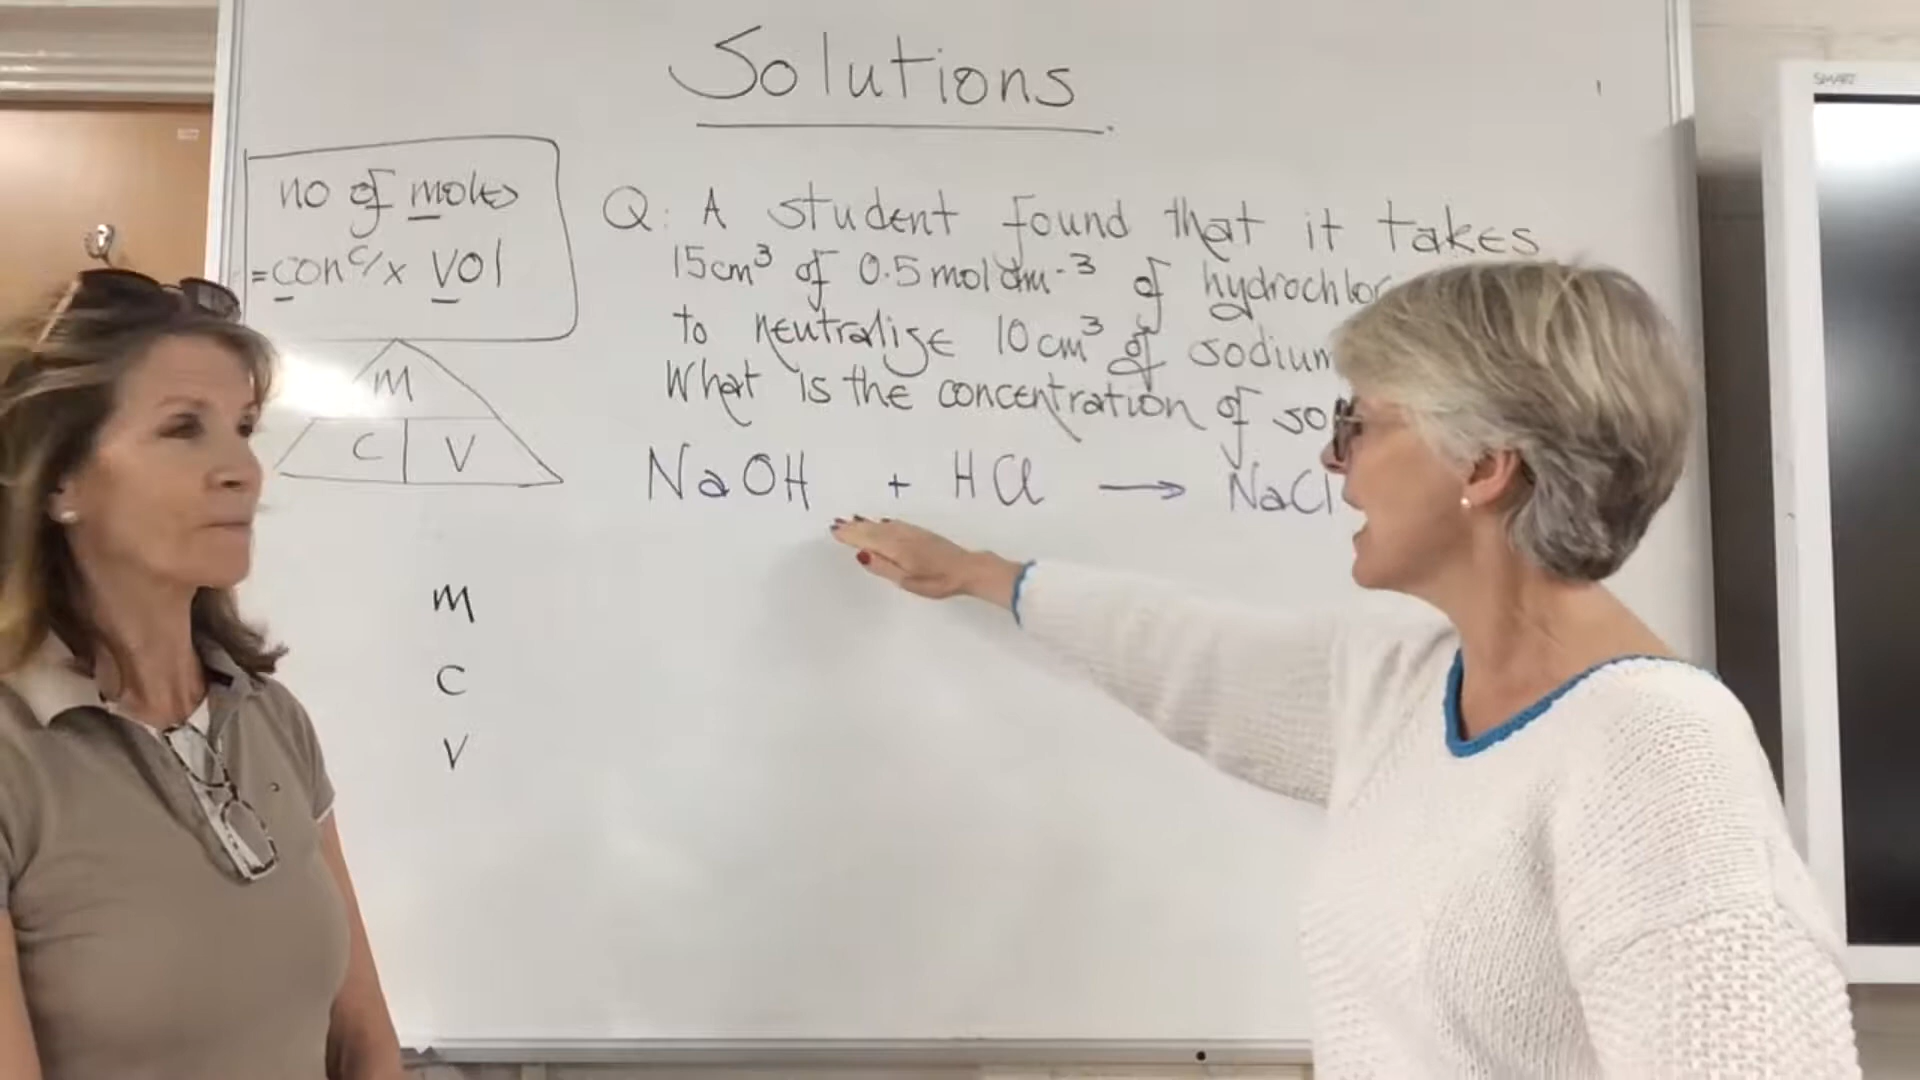 Solutions
no of moles
=conc/ x vol
m
C V
Q: A student found that it takes
15cm³ of 0.5 mol dm-³ of hydrochlor
to neutralise 10cm³ of sodium
What is the concentration of so
NaOH + HCl → NaCl
m
C
V
SMART